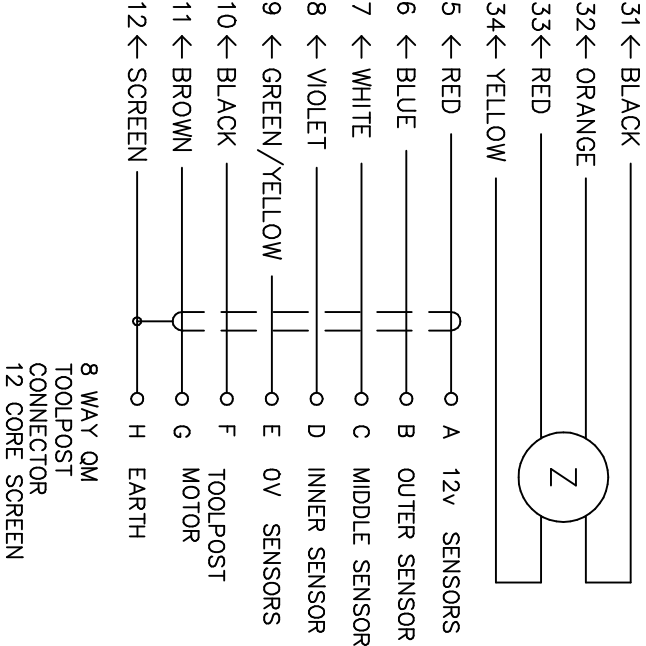 31 ← BLACK
32 ← ORANGE
33 ← RED
34 ← YELLOW
Z
5 ← RED A 12v SENSORS
6 ← BLUE B OUTER SENSOR
7 ← WHITE C MIDDLE SENSOR
8 ← VIOLET D INNER SENSOR
9 ← GREEN/YELLOW E 0V SENSORS
10 ← BLACK F TOOLPOST
11 ← BROWN G MOTOR
12 ← SCREEN H EARTH
8 WAY QM
TOOLPOST
CONNECTOR
12 CORE SCREEN